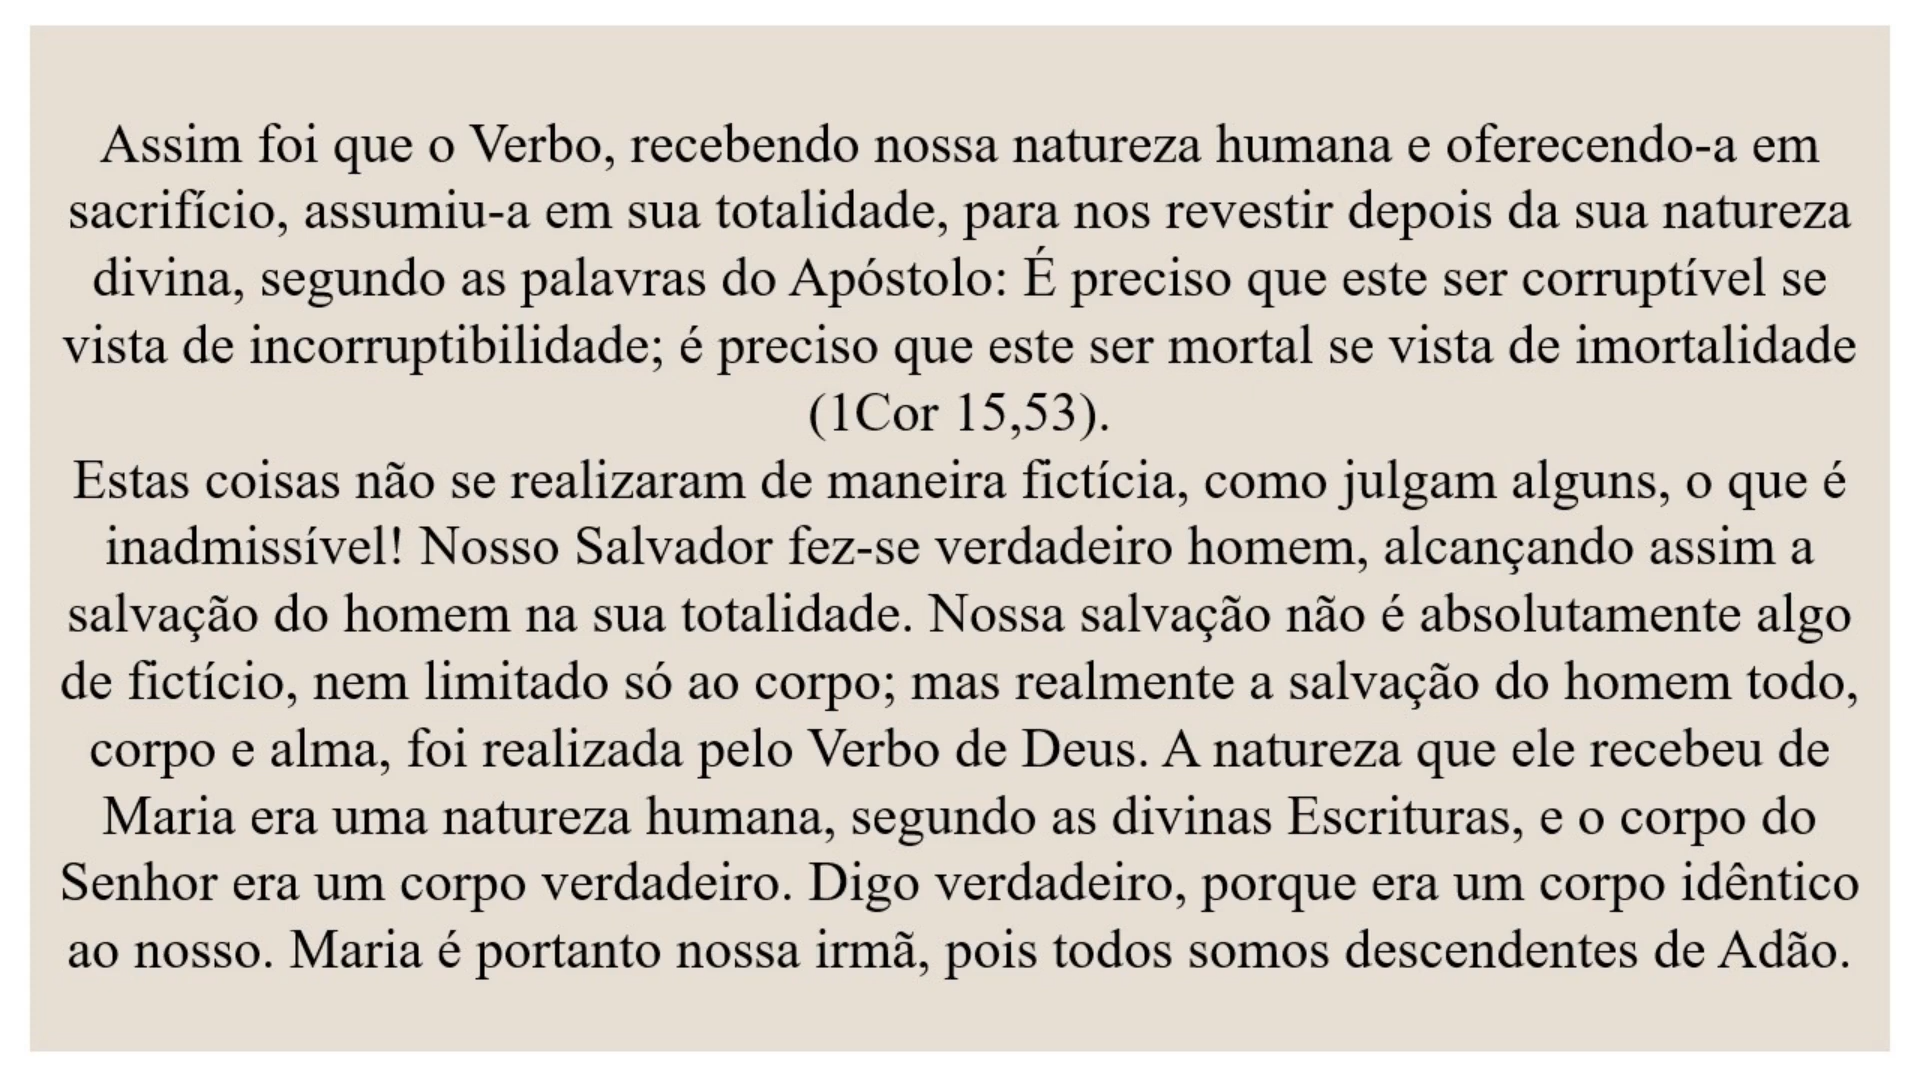 Assim foi que o Verbo, recebendo nossa natureza humana e oferecendo-a em
sacrifício, assumiu-a em sua totalidade, para nos revestir depois da sua natureza
divina, segundo as palavras do Apóstolo: É preciso que este ser corruptível se
vista de incorruptibilidade; é preciso que este ser mortal se vista de imortalidade
(1Cor 15,53).
Estas coisas não se realizaram de maneira fictícia, como julgam alguns, o que é
inadmissível! Nosso Salvador fez-se verdadeiro homem, alcançando assim a
salvação do homem na sua totalidade. Nossa salvação não é absolutamente algo
de fictício, nem limitado só ao corpo; mas realmente a salvação do homem todo,
corpo e alma, foi realizada pelo Verbo de Deus. A natureza que ele recebeu de
Maria era uma natureza humana, segundo as divinas Escrituras, e o corpo do
Senhor era um corpo verdadeiro. Digo verdadeiro, porque era um corpo idêntico
ao nosso. Maria é portanto nossa irmã, pois todos somos descendentes de Adão.